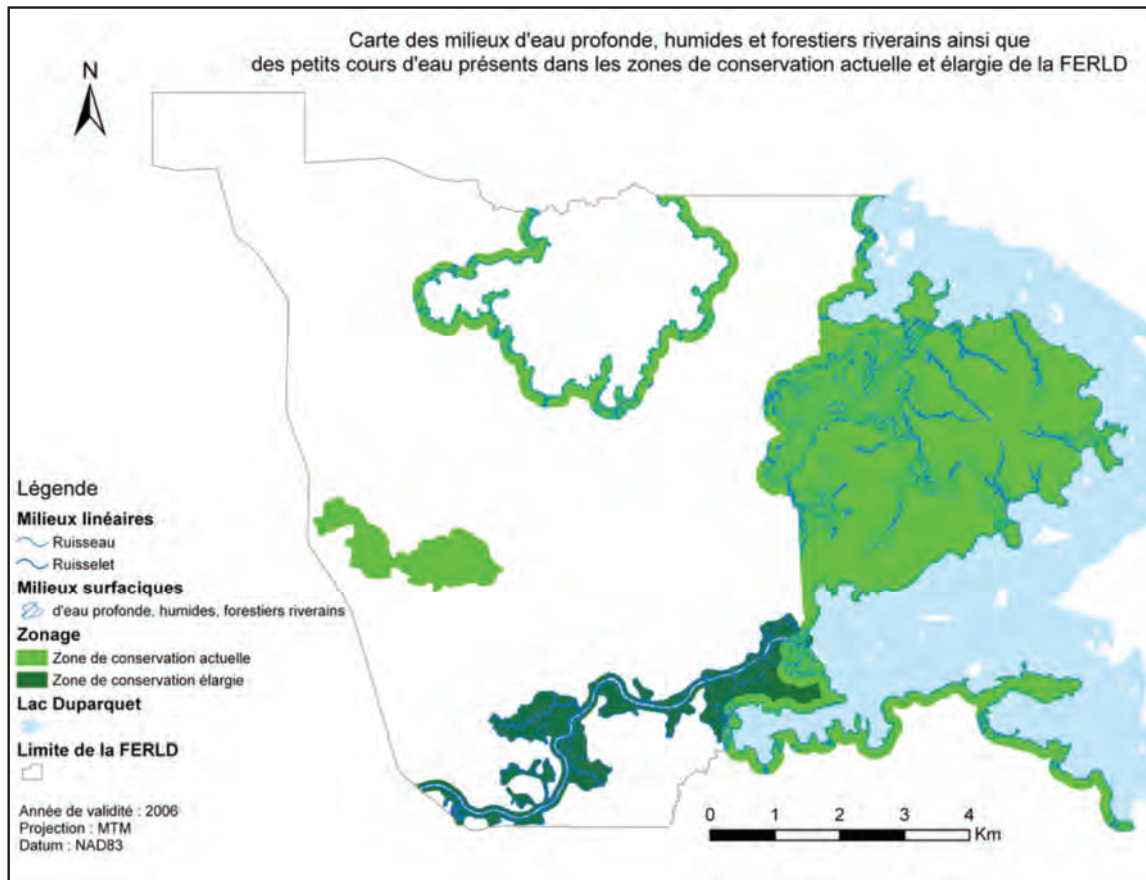 Carte des milieux d'eau profonde, humides et forestiers riverains ainsi que
des petits cours d'eau présents dans les zones de conservation actuelle et élargie de la FERLD
N
Légende
Milieux linéaires
Ruisseau
Ruisselet
Milieux surfaciques
d'eau profonde, humides, forestiers riverains
Zonage
Zone de conservation actuelle
Zone de conservation élargie
Lac Duparquet
Limite de la FERLD
Année de validité : 2006
Projection : MTM
Datum : NAD83
0 1 2 3 4
Km